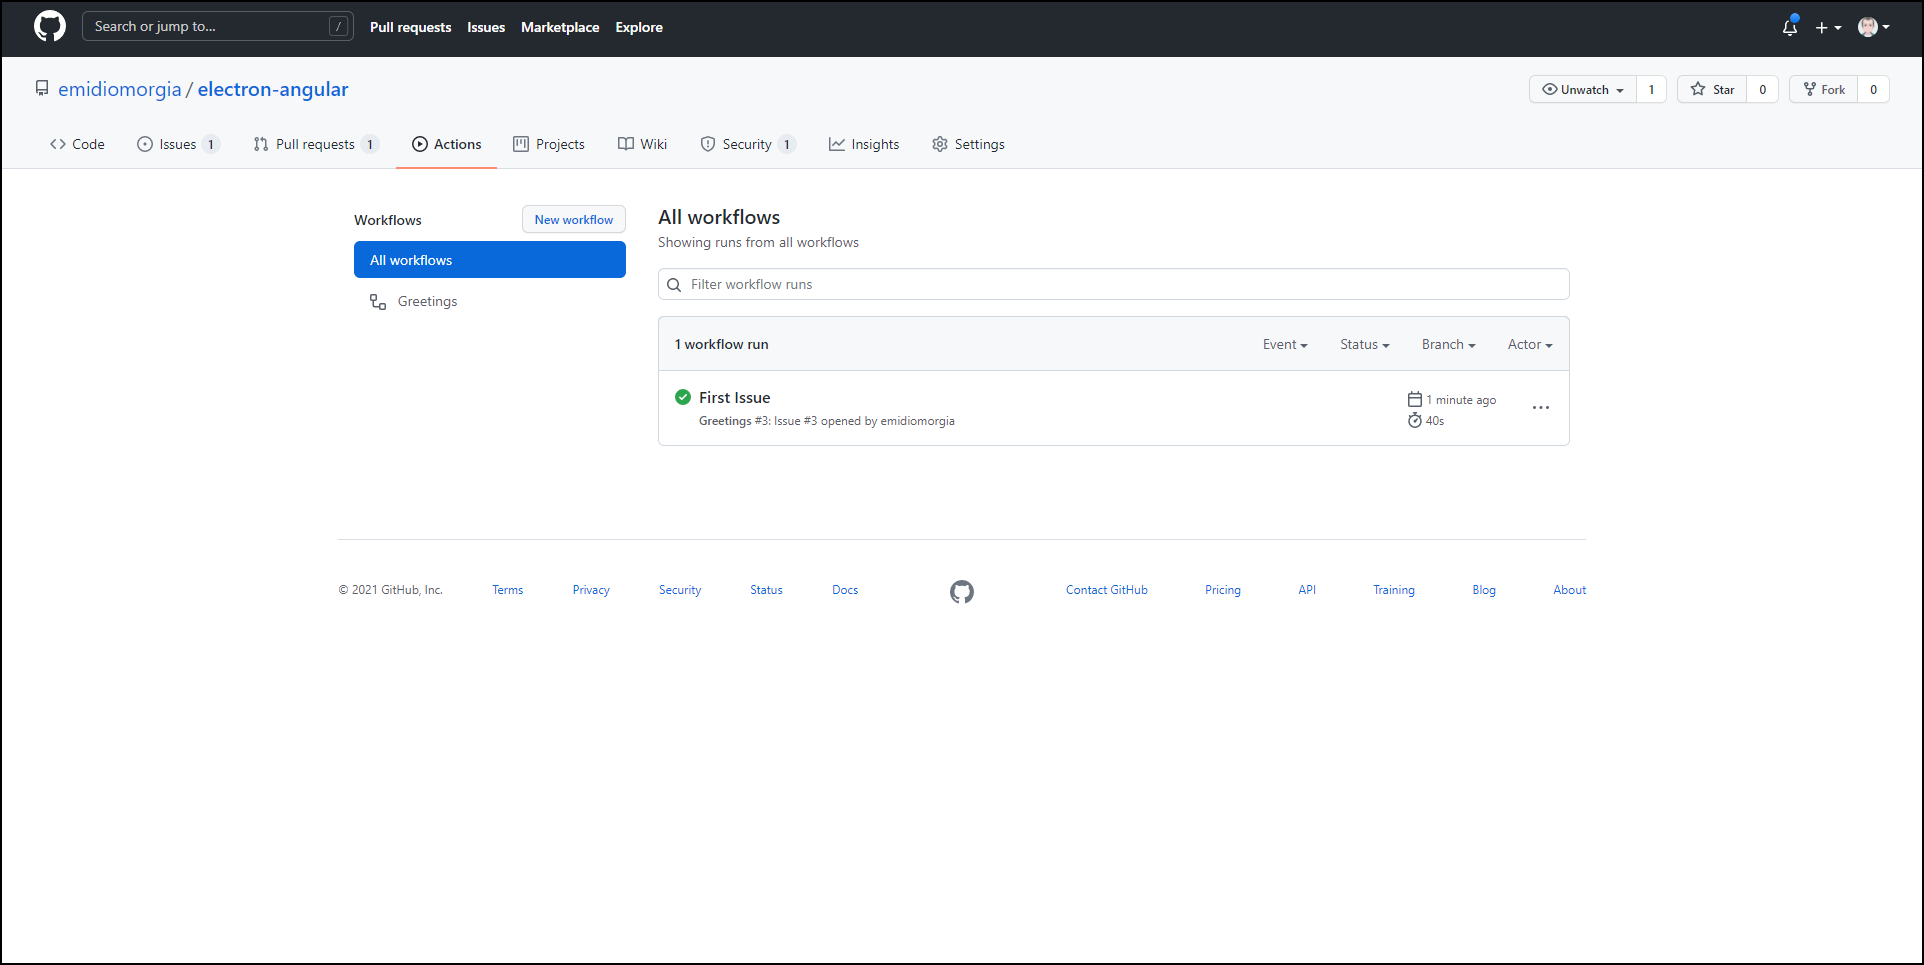 Search or jump to... /
Pull requests Issues Marketplace Explore
emidiomorgia / electron-angular
Unwatch 1 Star 0 Fork 0
Code Issues 1 Pull requests 1 Actions Projects Wiki Security 1 Insights Settings
Workflows New workflow
All workflows
Greetings
All workflows
Showing runs from all workflows
Filter workflow runs
1 workflow run Event Status Branch Actor
First Issue 1 minute ago
Greetings #3: Issue #3 opened by emidiomorgia 40s
© 2021 GitHub, Inc. Terms Privacy Security Status Docs Contact GitHub Pricing API Training Blog About